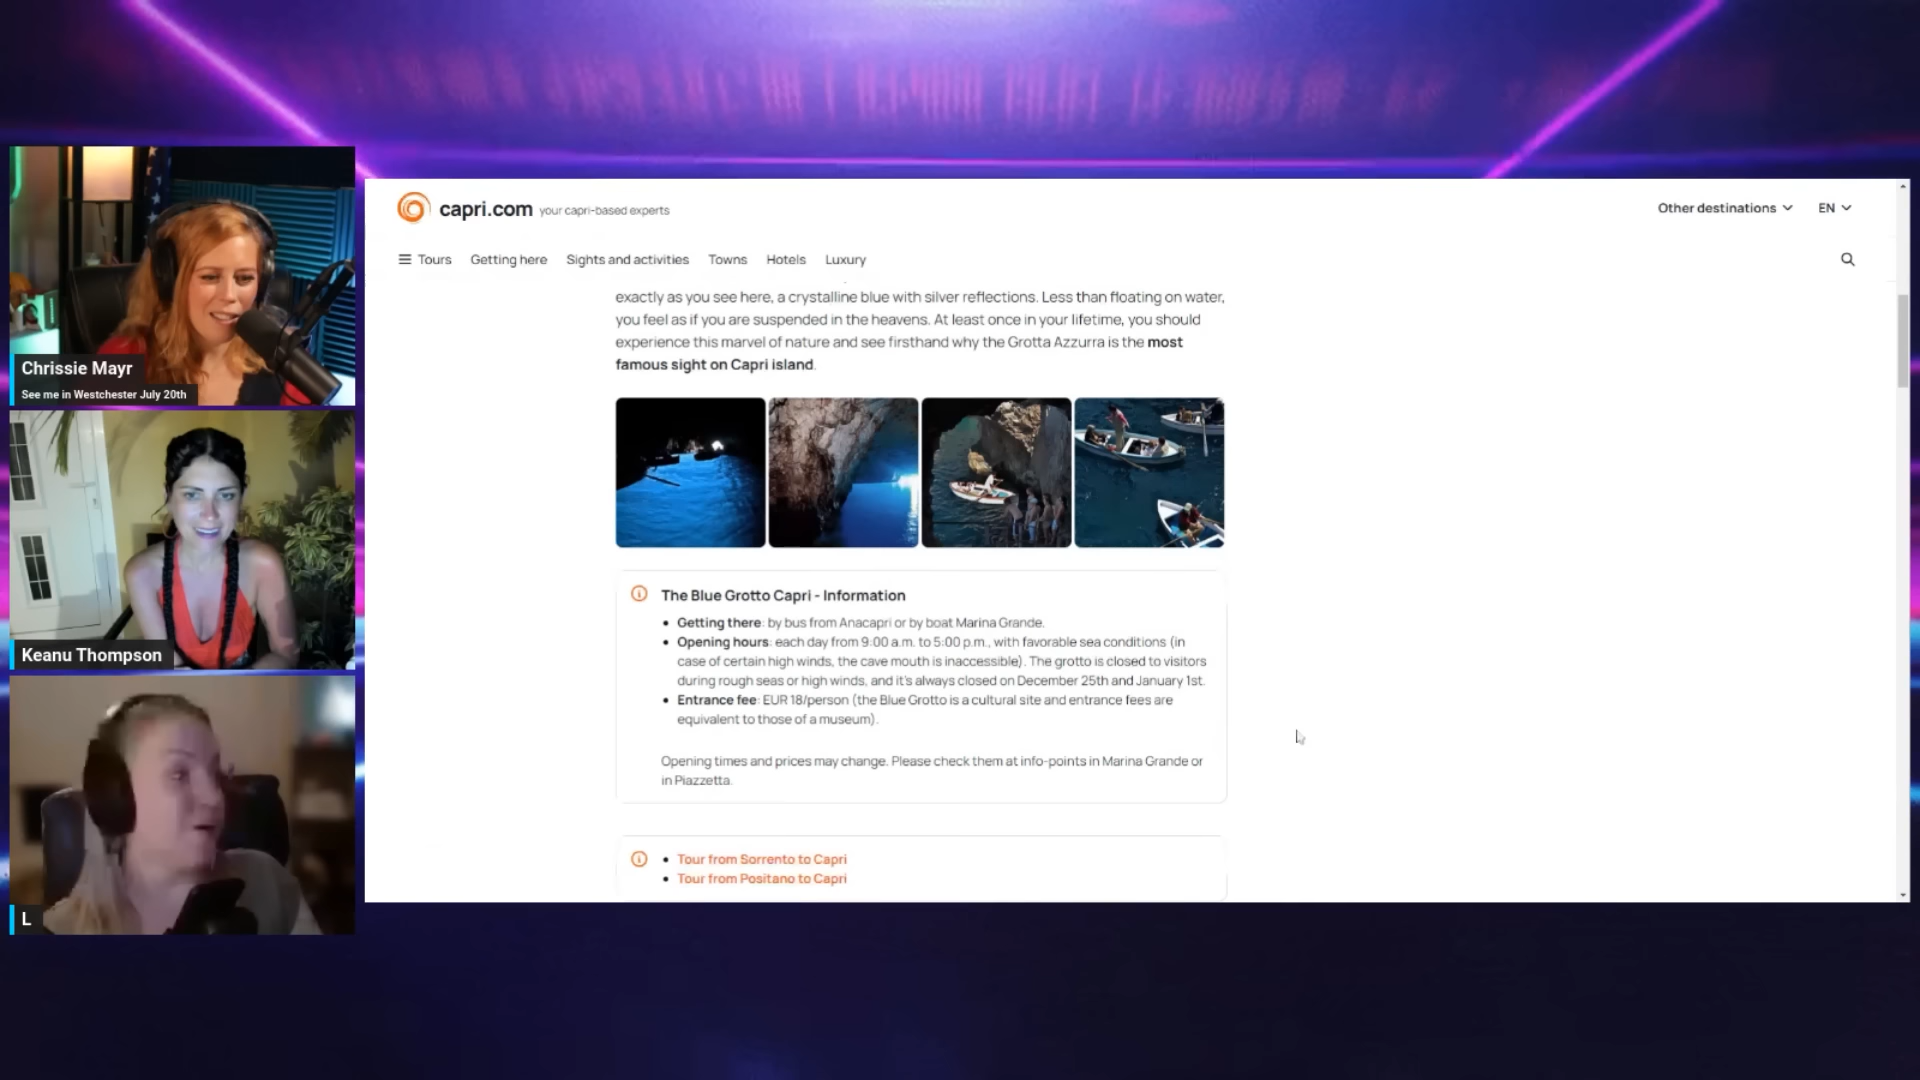 Chrissie Mayr
See me in Westchester July 20th
Keanu Thompson
L
capri.com your capri-based experts
Other destinations
EN
Tours
Getting here
Sights and activities
Towns
Hotels
Luxury
exactly as you see here, a crystalline blue with silver reflections. Less than floating on water,
you feel as if you are suspended in the heavens. At least once in your lifetime, you should
experience this marvel of nature and see firsthand why the Grotta Azzurra is the most
famous sight on Capri island.
The Blue Grotto Capri - Information
Getting there: by bus from Anacapri or by boat Marina Grande.
Opening hours: each day from 9:00 a.m. to 5:00 p.m., with favorable sea conditions (in
case of certain high winds, the cave mouth is inaccessible). The grotto is closed to visitors
during rough seas or high winds, and it's always closed on December 25th and January 1st.
Entrance fee: EUR 18/person (the Blue Grotto is a cultural site and entrance fees are
equivalent to those of a museum).
Opening times and prices may change. Please check them at info-points in Marina Grande or
in Piazzetta.
Tour from Sorrento to Capri
Tour from Positano to Capri